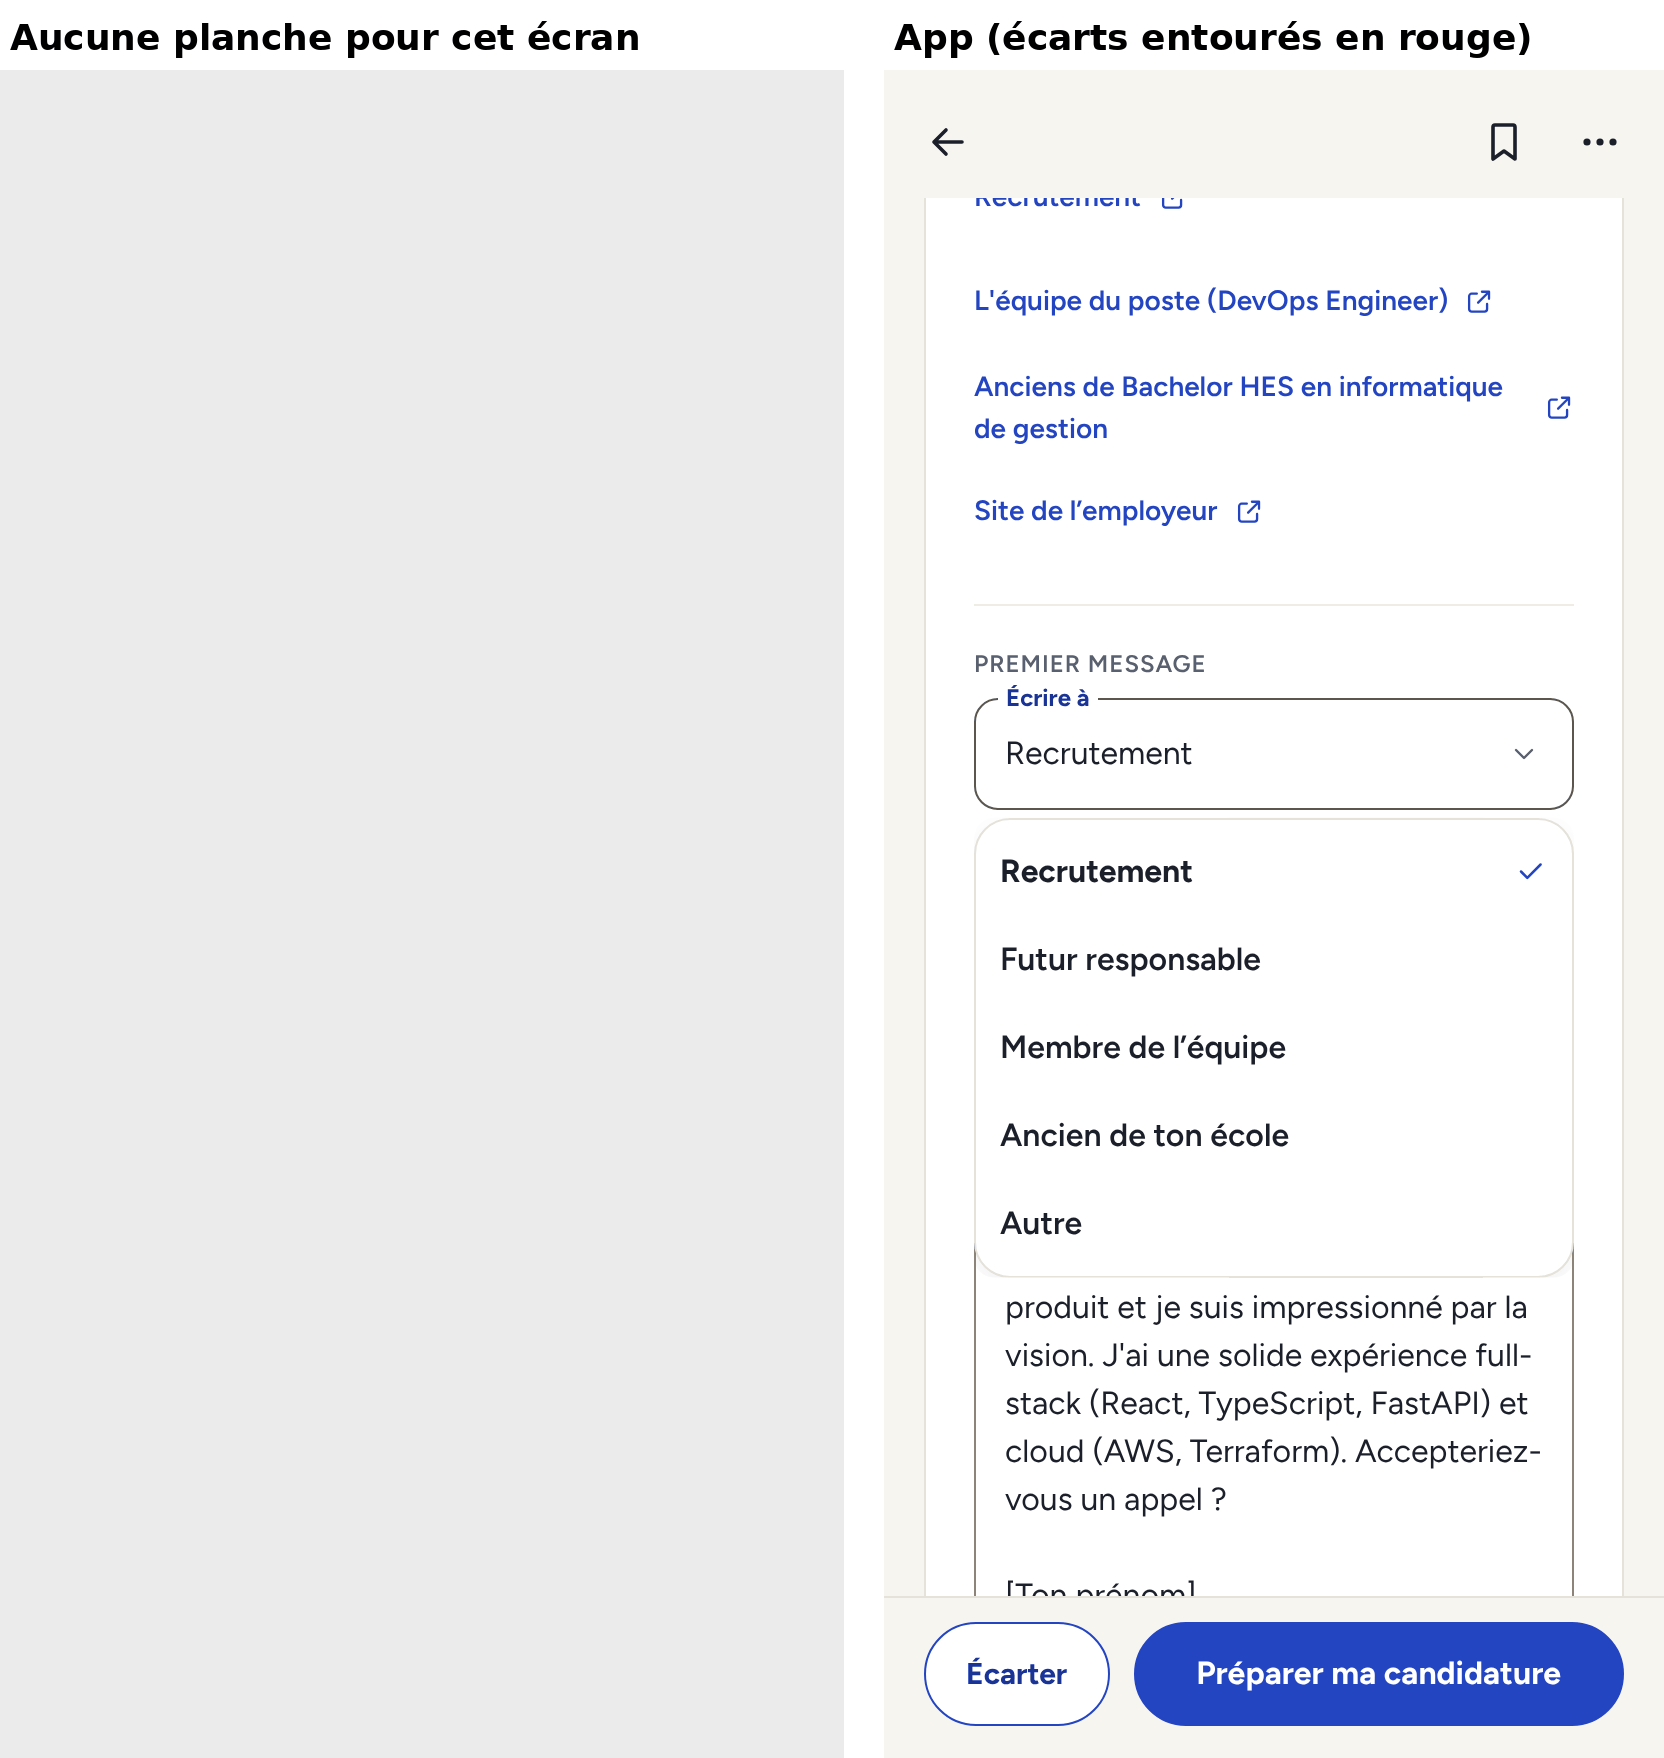 Aucune planche pour cet écran
App (écarts entourés en rouge)
Recrutement
L'équipe du poste (DevOps Engineer)
Anciens de Bachelor HES en informatique
de gestion
Site de l’employeur
PREMIER MESSAGE
Écrire à
Recrutement
Recrutement
Futur responsable
Membre de l’équipe
Ancien de ton école
Autre
produit et je suis impressionné par la
vision. J'ai une solide expérience full-
stack (React, TypeScript, FastAPI) et
cloud (AWS, Terraform). Accepteriez-
vous un appel ?
[Ton prénom]
Écarter
Préparer ma candidature